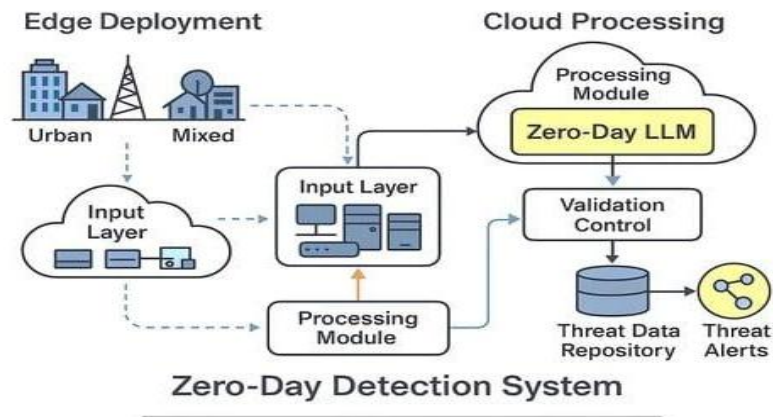 Edge Deployment
Cloud Processing
Urban
Mixed
Processing
Module
Zero-Day LLM
Input Layer
Input
Layer
Validation
Control
Processing
Module
Threat Data
Repository
Threat
Alerts
Zero-Day Detection System